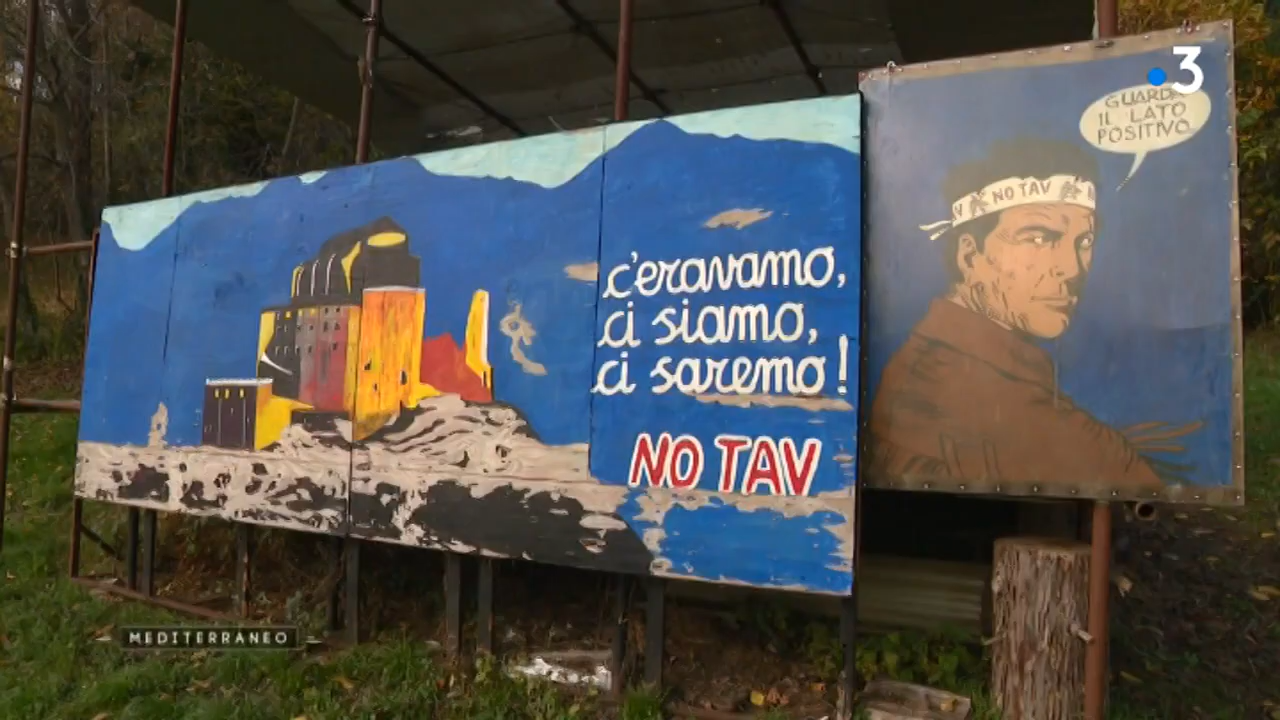 3
GUARDA
IL LATO
POSITIVO
NO TAV
c'eravamo,
ci siamo,
ci saremo!
NO TAV
MEDITERRANEO